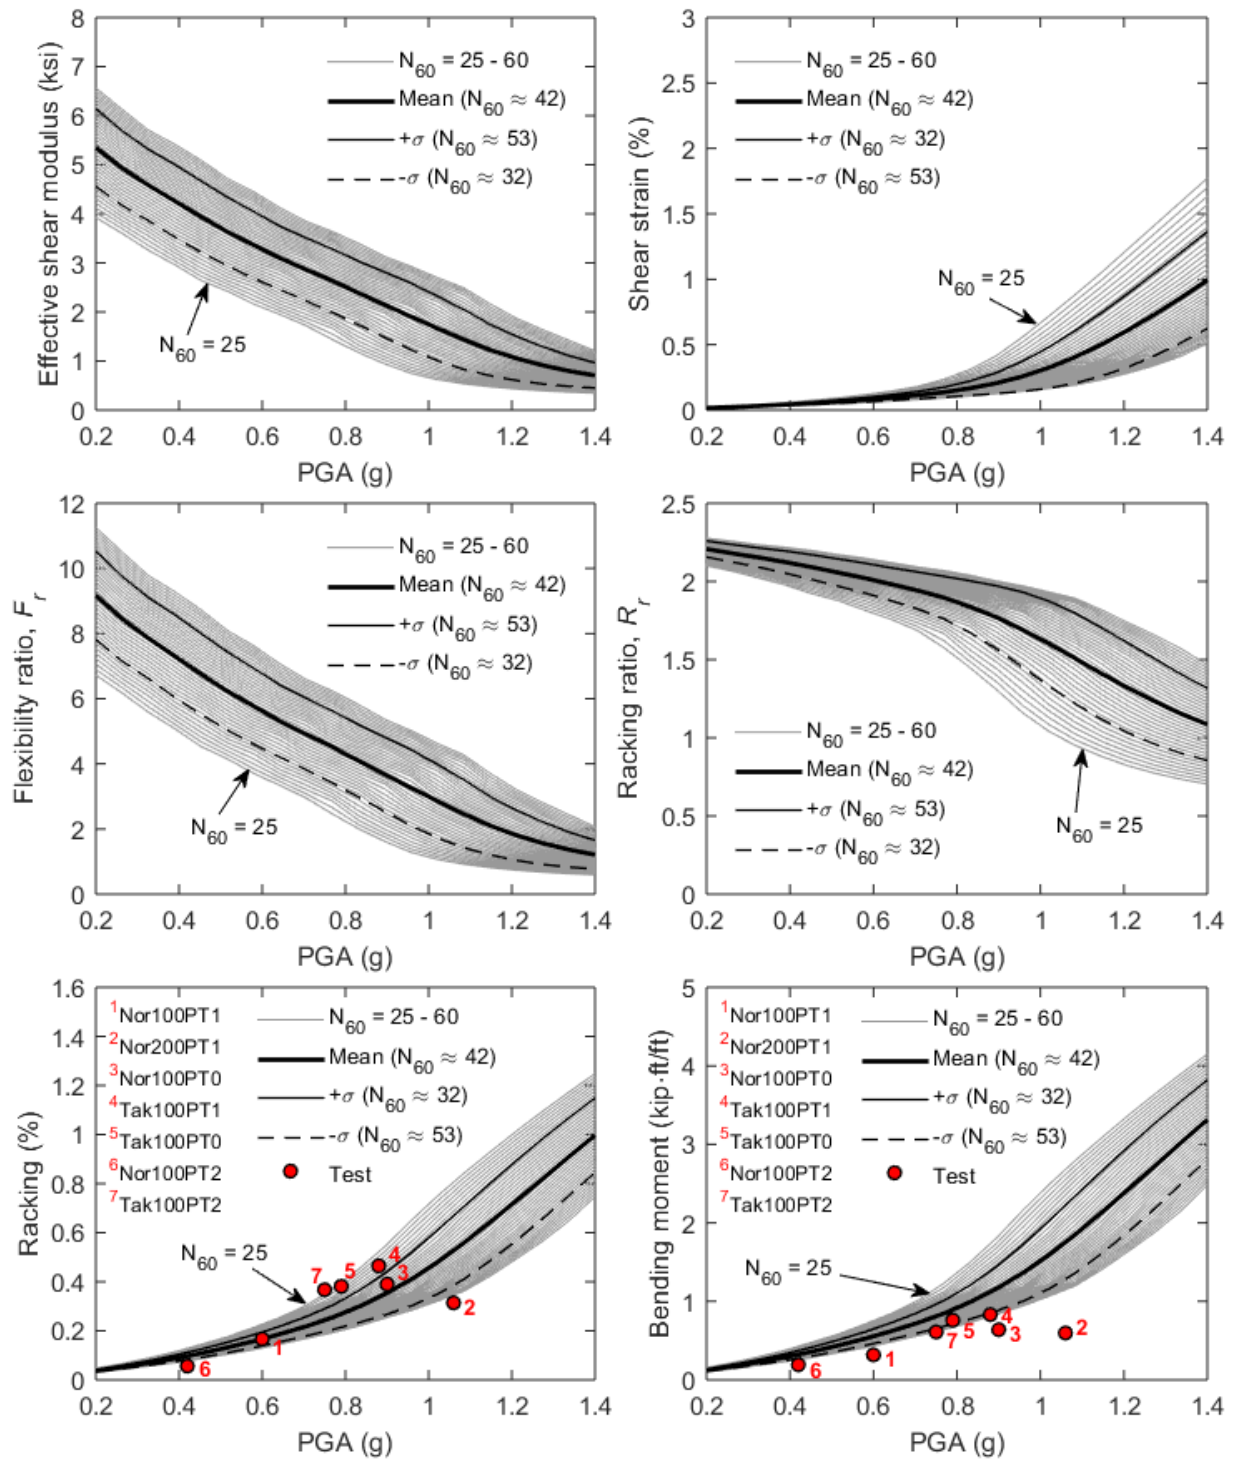 8
7
6
5
4
3
2
1
0
Effective shear modulus (ksi)
N60 = 25 - 60
Mean (N60 ≈ 42)
+σ (N60 ≈ 53)
-σ (N60 ≈ 32)
N60 = 25
0.2 0.4 0.6 0.8 1 1.2 1.4
PGA (g)
3
2.5
2
1.5
1
0.5
0
Shear strain (%)
N60 = 25 - 60
Mean (N60 ≈ 42)
+σ (N60 ≈ 32)
-σ (N60 ≈ 53)
N60 = 25
0.2 0.4 0.6 0.8 1 1.2 1.4
PGA (g)
12
10
8
6
4
2
0
Flexibility ratio, Fr
N60 = 25 - 60
Mean (N60 ≈ 42)
+σ (N60 ≈ 53)
-σ (N60 ≈ 32)
N60 = 25
0.2 0.4 0.6 0.8 1 1.2 1.4
PGA (g)
2.5
2
1.5
1
0.5
0
Racking ratio, Rr
N60 = 25 - 60
Mean (N60 ≈ 42)
+σ (N60 ≈ 53)
-σ (N60 ≈ 32)
N60 = 25
0.2 0.4 0.6 0.8 1 1.2 1.4
PGA (g)
1.6
1.4
1.2
1
0.8
0.6
0.4
0.2
0
Racking (%)
1Nor100PT1
2Nor200PT1
3Nor100PT0
4Tak100PT1
5Tak100PT0
6Nor100PT2
7Tak100PT2
N60 = 25 - 60
Mean (N60 ≈ 42)
+σ (N60 ≈ 32)
-σ (N60 ≈ 53)
Test
N60 = 25
4
7
5
3
2
1
6
0.2 0.4 0.6 0.8 1 1.2 1.4
PGA (g)
5
4
3
2
1
0
Bending moment (kip·ft/ft)
1Nor100PT1
2Nor200PT1
3Nor100PT0
4Tak100PT1
5Tak100PT0
6Nor100PT2
7Tak100PT2
N60 = 25 - 60
Mean (N60 ≈ 42)
+σ (N60 ≈ 32)
-σ (N60 ≈ 53)
Test
N60 = 25
4
5
2
7
3
1
6
0.2 0.4 0.6 0.8 1 1.2 1.4
PGA (g)